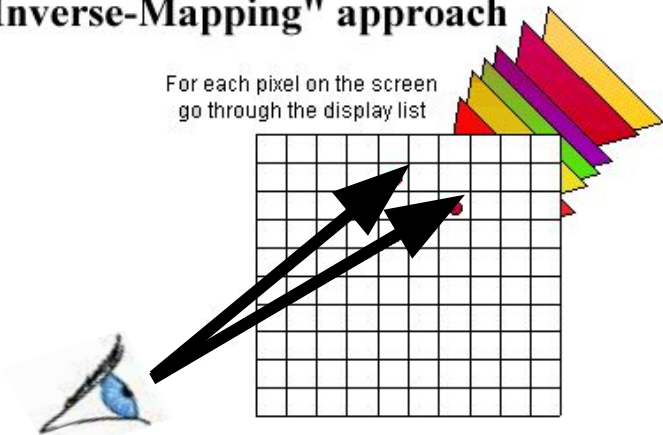 Inverse-Mapping" approach
For each pixel on the screen
go through the display list